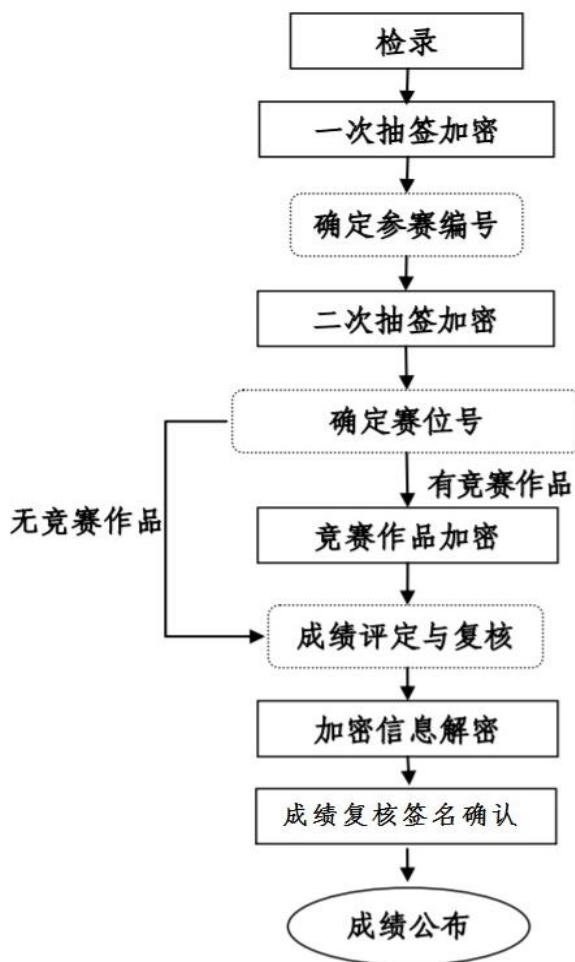 检录
一次抽签加密
确定参赛编号
二次抽签加密
确定赛位号
有竞赛作品
无竞赛作品
竞赛作品加密
成绩评定与复核
加密信息解密
成绩复核签名确认
成绩公布